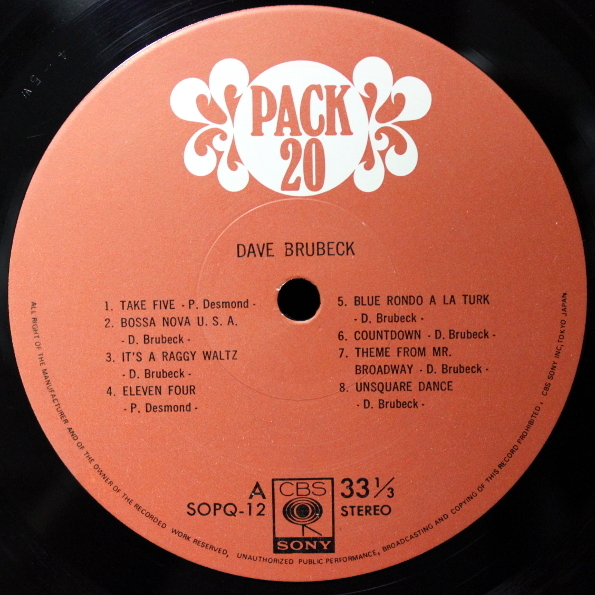 PACK
20
DAVE BRUBECK
1. TAKE FIVE - P. Desmond -
2. BOSSA NOVA U. S. A.
- D. Brubeck -
3. IT'S A RAGGY WALTZ
- D. Brubeck -
4. ELEVEN FOUR
- P. Desmond -
5. BLUE RONDO A LA TURK
- D. Brubeck -
6. COUNTDOWN - D. Brubeck -
7. THEME FROM MR.
BROADWAY - D. Brubeck -
8. UNSQUARE DANCE
- D. Brubeck -
A
SOPQ-12
CBS
SONY
33 1/3
STEREO
ALL RIGHT OF THE MANUFACTURER AND OF THE OWNER OF THE RECORDED WORK RESERVED, UNAUTHORIZED PUBLIC PERFORMANCE, BROADCASTING AND COPYING OF THIS RECORD PROHIBITED, CBS SONY INC, TOKYO JAPAN